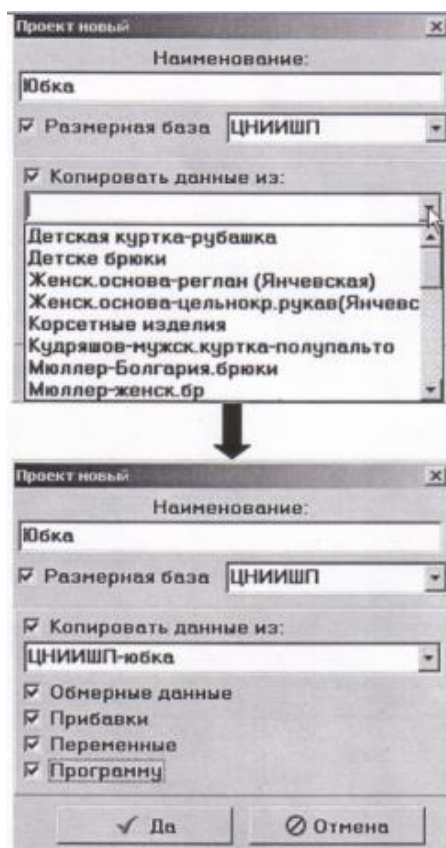 Проект новый
Наименование:
Юбка
Размерная база ЦНИИШП
Копировать данные из:
Детская куртка-рубашка
Детске брюки
Женск.основа-реглан (Янчевская)
Женск.основа-цельнокр.рукав(Янчевс
Корсетные изделия
Кудряшов-мужск.куртка-полупальто
Мюллер-Болгария.брюки
Мюллер-женск.бр
Проект новый
Наименование:
Юбка
Размерная база ЦНИИШП
Копировать данные из:
ЦНИИШП-юбка
Обмерные данные
Прибавки
Переменные
Программу
Да Отмена